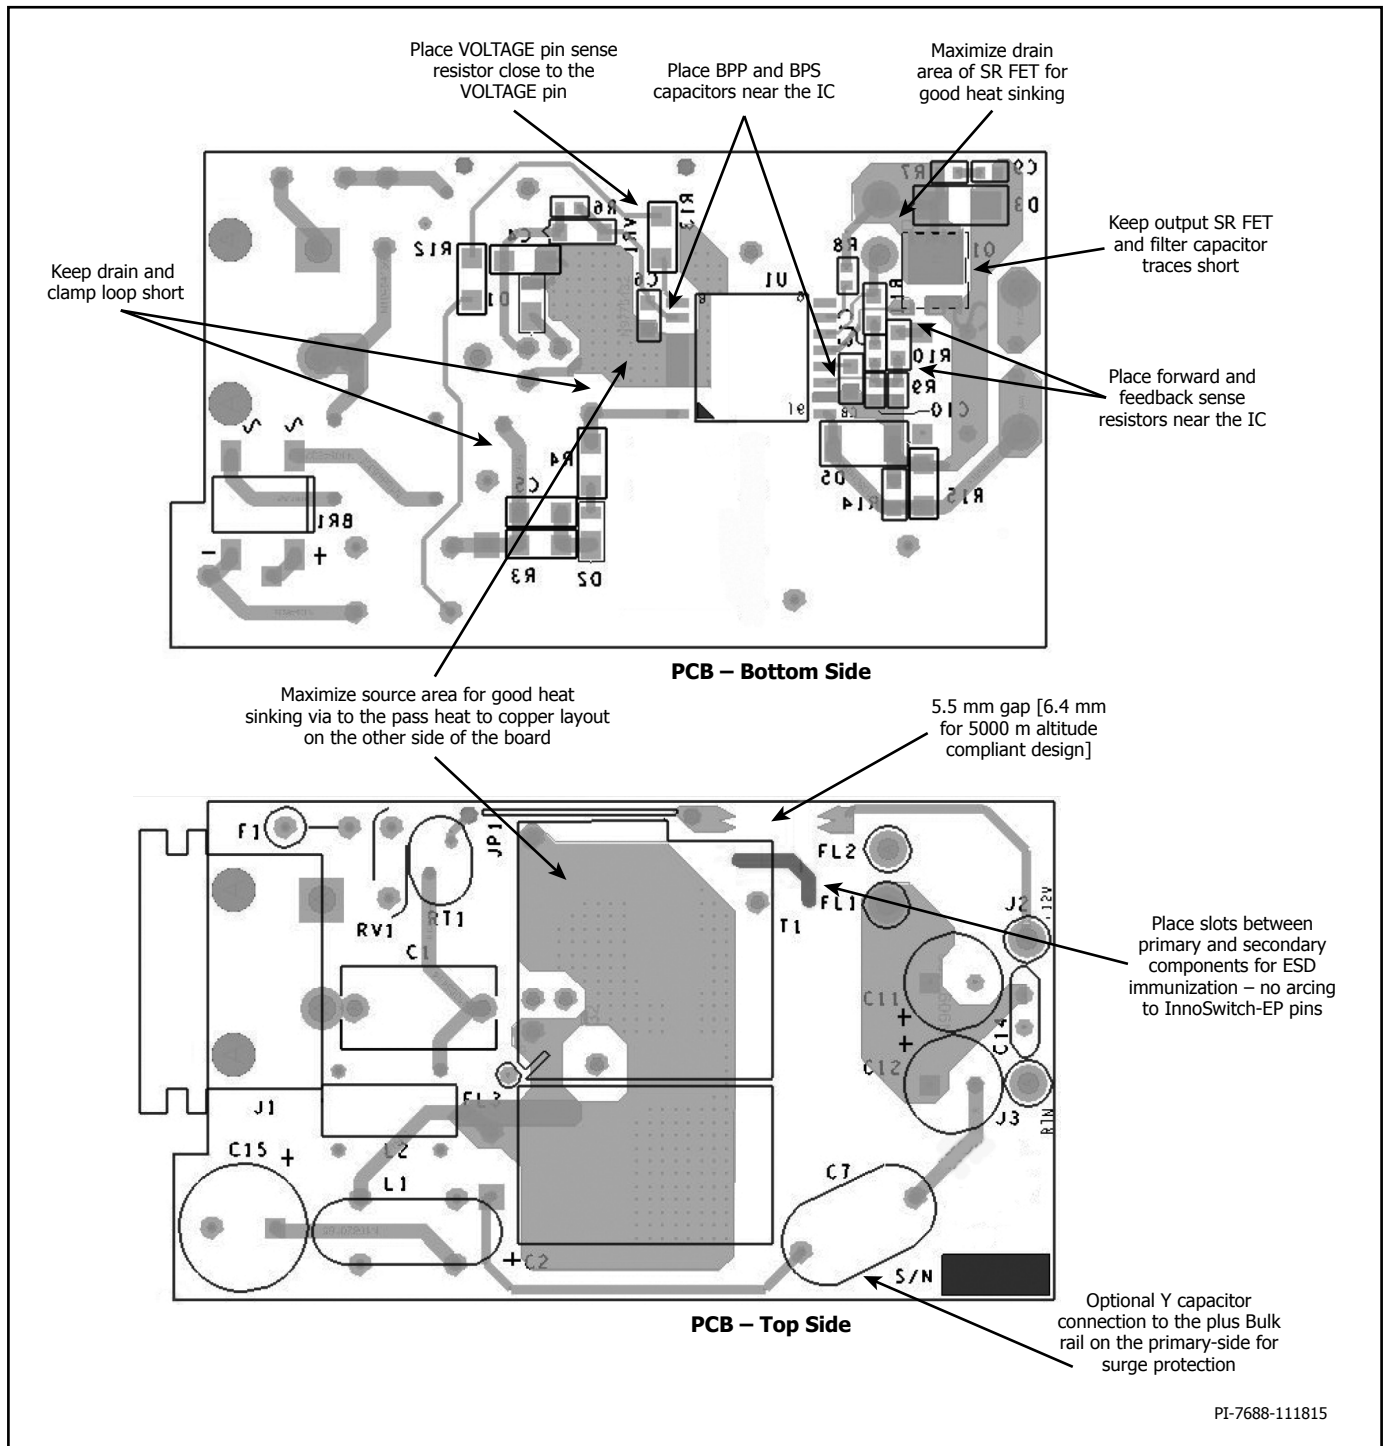 Place VOLTAGE pin sense
resistor close to the
VOLTAGE pin
Place BPP and BPS
capacitors near the IC
Maximize drain
area of SR FET for
good heat sinking
Keep output SR FET
and filter capacitor
traces short
Keep drain and
clamp loop short
Place forward and
feedback sense
resistors near the IC
R7
C9
D3
R6
R13
VR1
C4
R12
R8
Q1
C6
U1
D1
R11
R10
R9
C10
16
R4
C5
D5
R14
R15
BR1
-
+
R3
D2
PCB – Bottom Side
Maximize source area for good heat
sinking via to the pass heat to copper layout
on the other side of the board
5.5 mm gap [6.4 mm
for 5000 m altitude
compliant design]
F1
JP1
FL2
RV1
RT1
FL1
T1
J2
+12V
C1
Place slots between
primary and secondary
components for ESD
immunization – no arcing
to InnoSwitch-EP pins
C11
+
+
C14
C12
J1
FL3
J3
RTN
C15
+
L2
L1
C7
+
C2
S/N
PCB – Top Side
Optional Y capacitor
connection to the plus Bulk
rail on the primary-side for
surge protection
PI-7688-111815